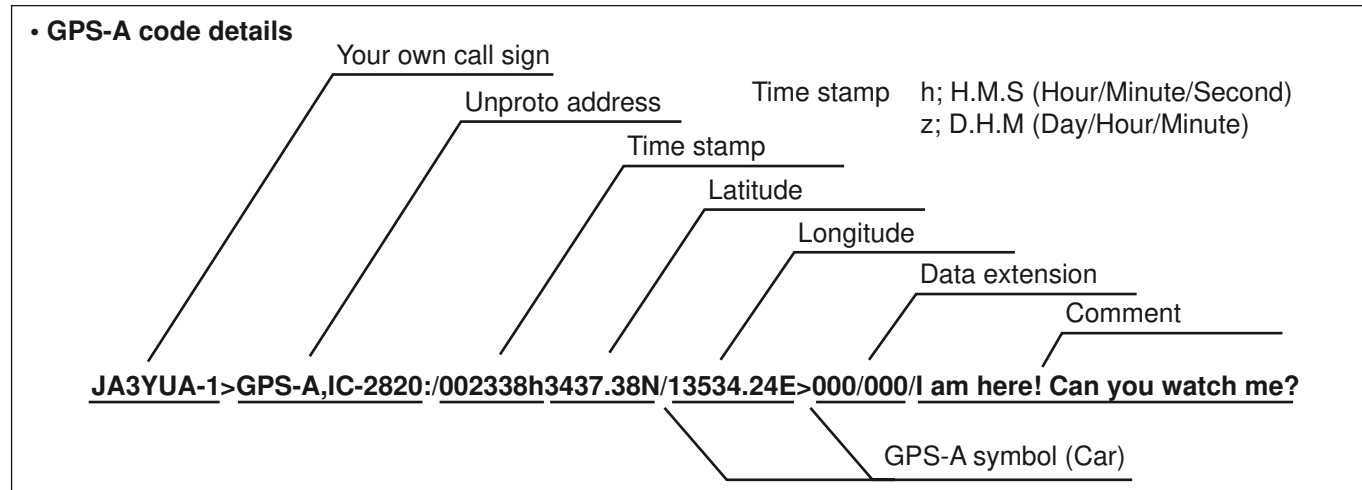 • GPS-A code details
Your own call sign
Unproto address
Time stamp h; H.M.S (Hour/Minute/Second)
z; D.H.M (Day/Hour/Minute)
Time stamp
Latitude
Longitude
Data extension
Comment
JA3YUA-1>GPS-A,IC-2820:/002338h3437.38N/13534.24E>000/000/I am here! Can you watch me?
GPS-A symbol (Car)